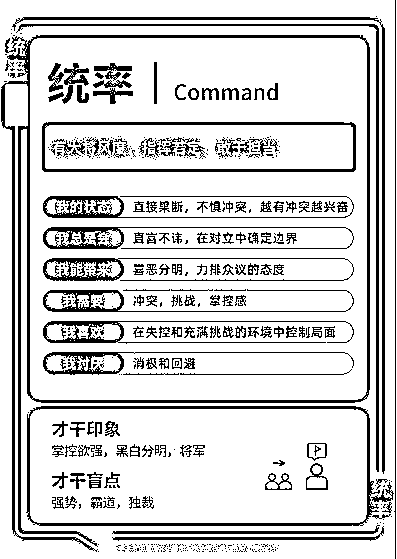 统率
统率 | Command
有大将风度，指挥若定，敢于担当
我的状态 直接果断，不惧冲突，越有冲突越兴奋
我总是会 直言不讳，在对立中确定边界
我能带来 善恶分明，力排众议的态度
我需要 冲突，挑战，掌控感
我喜欢 在失控和充满挑战的环境中控制局面
我讨厌 消极和回避
才干印象
掌控欲强，黑白分明，将军
才干盲点
强势，霸道，独裁
统率